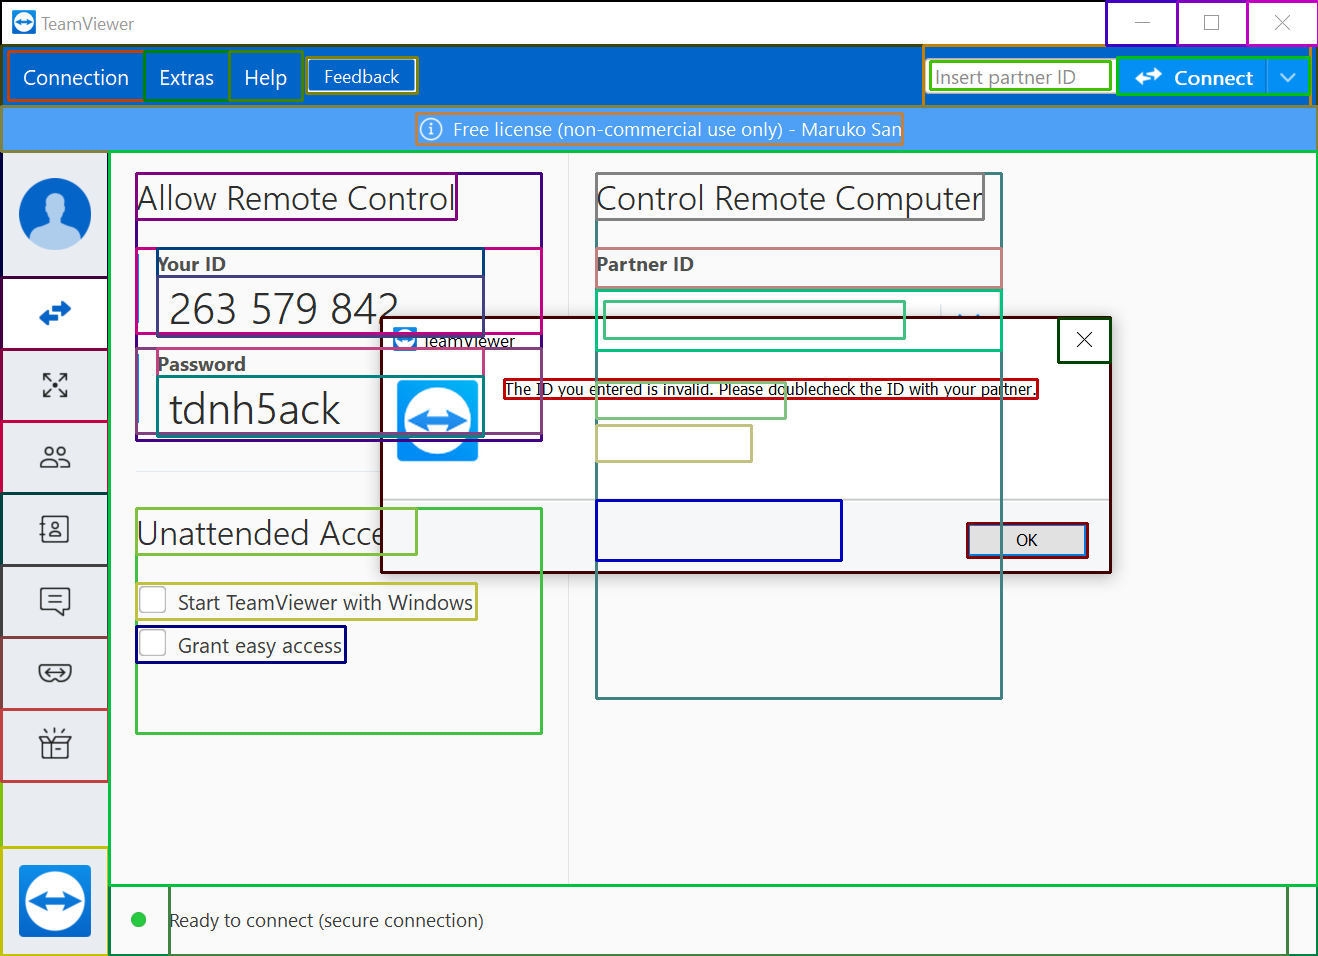 TeamViewer
Connection Extras Help Feedback
Insert partner ID Connect
Free license (non-commercial use only) - Maruko San
Allow Remote Control
Your ID
263 579 842
Password
tdnh5ack
Control Remote Computer
Partner ID
TeamViewer
The ID you entered is invalid. Please doublecheck the ID with your partner.
OK
Unattended Acce
Start TeamViewer with Windows
Grant easy access
Ready to connect (secure connection)